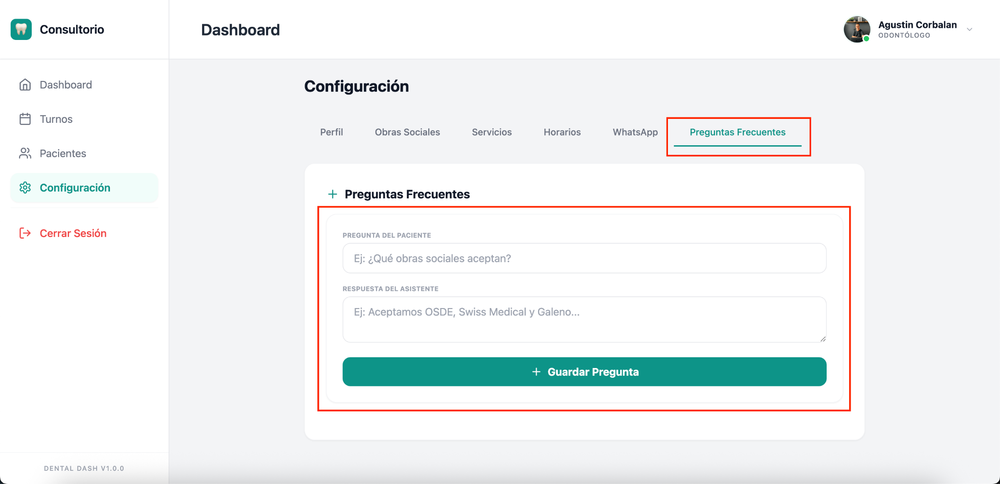 Consultorio
Dashboard
Agustin Corbalan
ODONTÓLOGO
Dashboard
Turnos
Pacientes
Configuración
Cerrar Sesión
DENTAL DASH V1.0.0
Configuración
Perfil
Obras Sociales
Servicios
Horarios
WhatsApp
Preguntas Frecuentes
Preguntas Frecuentes
PREGUNTA DEL PACIENTE
Ej: ¿Qué obras sociales aceptan?
RESPUESTA DEL ASISTENTE
Ej: Aceptamos OSDE, Swiss Medical y Galeno...
+ Guardar Pregunta